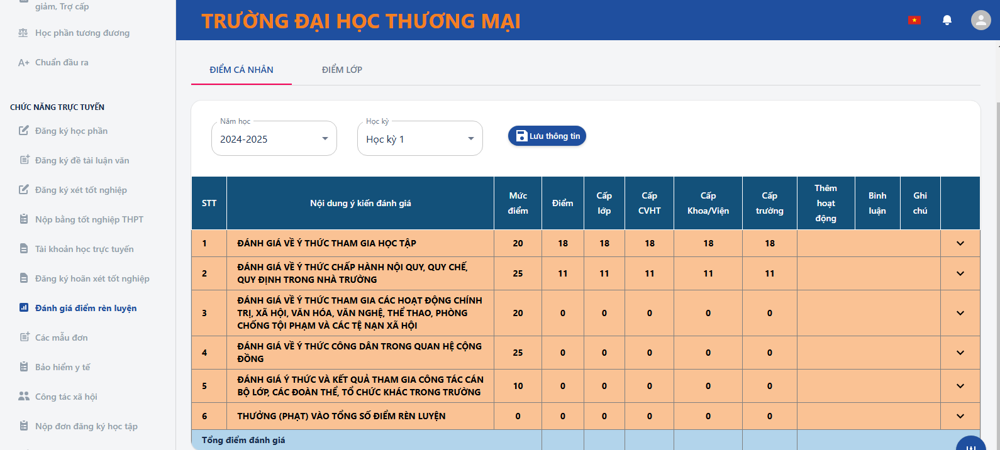 giảm, Trợ cấp
Học phần tương đương
A+ Chuẩn đầu ra
CHỨC NĂNG TRỰC TUYẾN
Đăng ký học phần
Đăng ký đề tài luận văn
Đăng ký xét tốt nghiệp
Nộp bằng tốt nghiệp THPT
Tài khoản học trực tuyến
Đăng ký hoãn xét tốt nghiệp
Đánh giá điểm rèn luyện
Các mẫu đơn
Bảo hiểm y tế
Công tác xã hội
Nộp đơn đăng ký học tập
TRƯỜNG ĐẠI HỌC THƯƠNG MẠI
ĐIỂM CÁ NHÂN ĐIỂM LỚP
Năm học Học kỳ
2024-2025 Học kỳ 1 Lưu thông tin
STT Nội dung ý kiến đánh giá Mức điểm Điểm Cấp lớp Cấp CVHT Cấp Khoa/Viện Cấp trường Thêm hoạt động Bình luận Ghi chú
1 ĐÁNH GIÁ VỀ Ý THỨC THAM GIA HỌC TẬP 20 18 18 18 18 18
2 ĐÁNH GIÁ VỀ Ý THỨC CHẤP HÀNH NỘI QUY, QUY CHẾ,
QUY ĐỊNH TRONG NHÀ TRƯỜNG 25 11 11 11 11 11
3 ĐÁNH GIÁ VỀ Ý THỨC THAM GIA CÁC HOẠT ĐỘNG CHÍNH
TRỊ, XÃ HỘI, VĂN HÓA, VĂN NGHỆ, THỂ THAO, PHÒNG
CHỐNG TỘI PHẠM VÀ CÁC TỆ NẠN XÃ HỘI 20 0 0 0 0 0
4 ĐÁNH GIÁ VỀ Ý THỨC CÔNG DÂN TRONG QUAN HỆ CỘNG
ĐỒNG 25 0 0 0 0 0
5 ĐÁNH GIÁ Ý THỨC VÀ KẾT QUẢ THAM GIA CÔNG TÁC CÁN
BỘ LỚP, CÁC ĐOÀN THỂ, TỔ CHỨC KHÁC TRONG TRƯỜNG 10 0 0 0 0 0
6 THƯỞNG (PHẠT) VÀO TỔNG SỐ ĐIỂM RÈN LUYỆN 0 0 0 0 0 0
Tổng điểm đánh giá